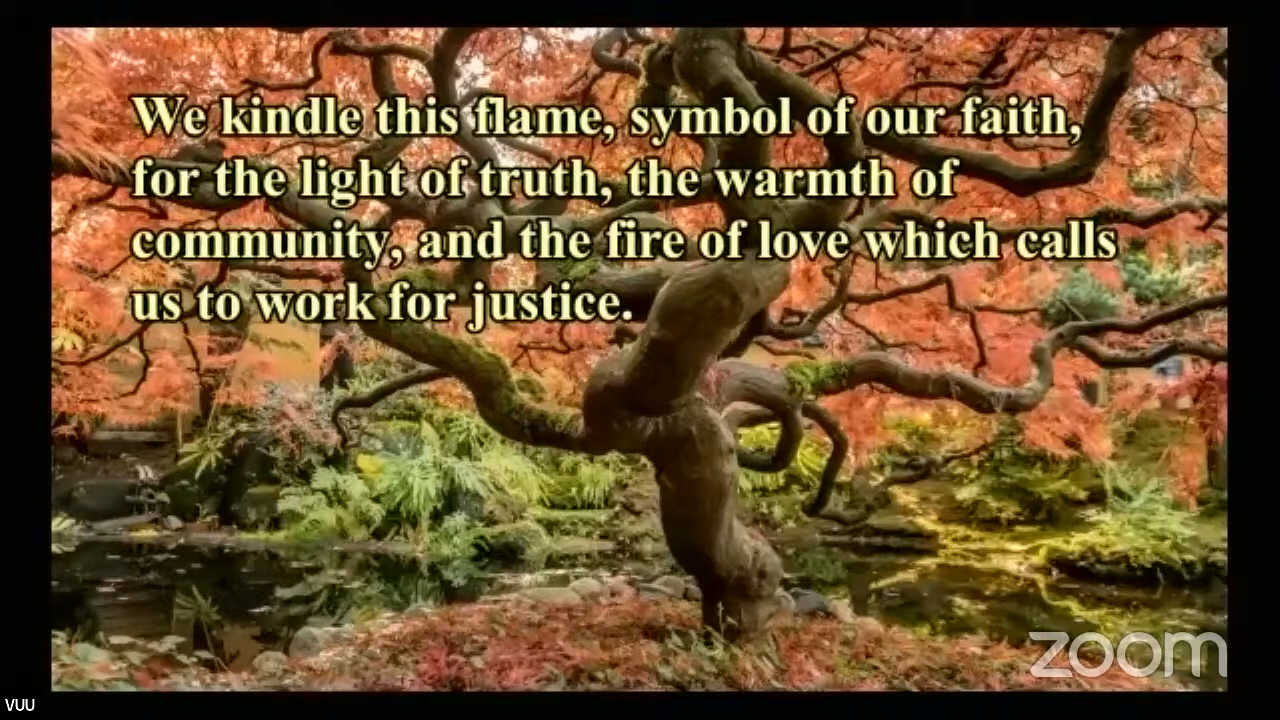 We kindle this flame, symbol of our faith,
for the light of truth, the warmth of
community, and the fire of love which calls
us to work for justice.
zoom
VUU